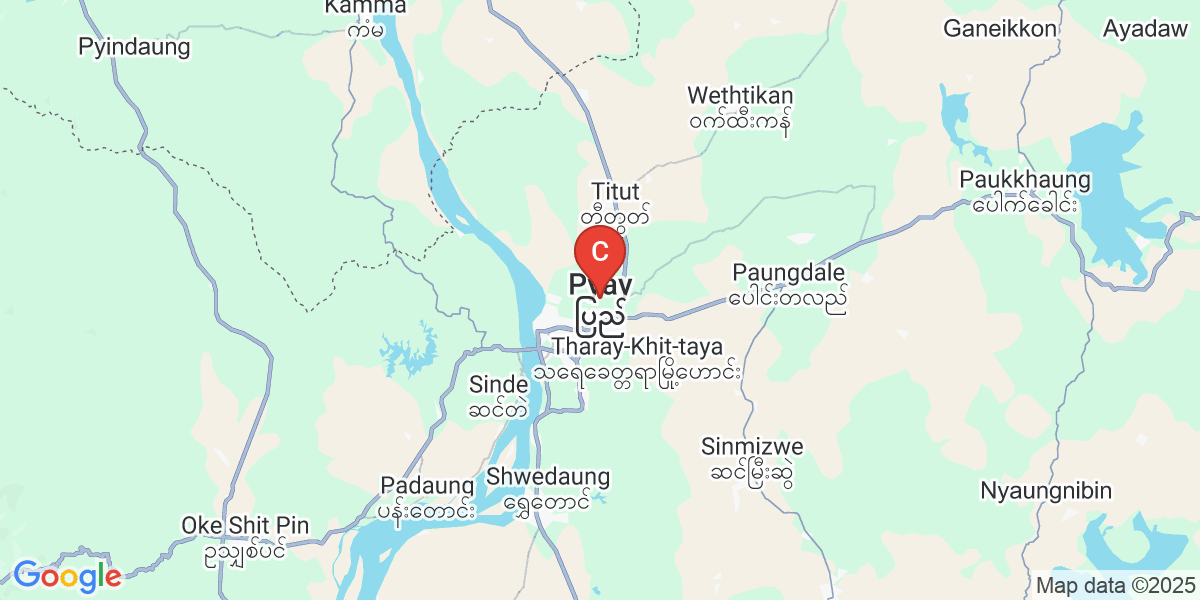 Kamma
ကံမ
Pyindaung
Ganeikkon
Ayadaw
Wethtikan
ဝက်ထီးကန်
Titut
တီတွတ်
Paukkhaung
ပေါက်ခေါင်း
C
Pyay
ပြည်
Paungdale
ပေါင်းတလည်
Tharay-Khit-taya
သရေခေတ္တရာမြို့ဟောင်း
Sinde
ဆင်တဲ
Sinmizwe
ဆင်မြီးဆွဲ
Shwedaung
ရွှေတောင်
Padaung
ပန်းတောင်း
Nyaungnibin
Oke Shit Pin
ဥသျှစ်ပင်
Google
Map data ©2025